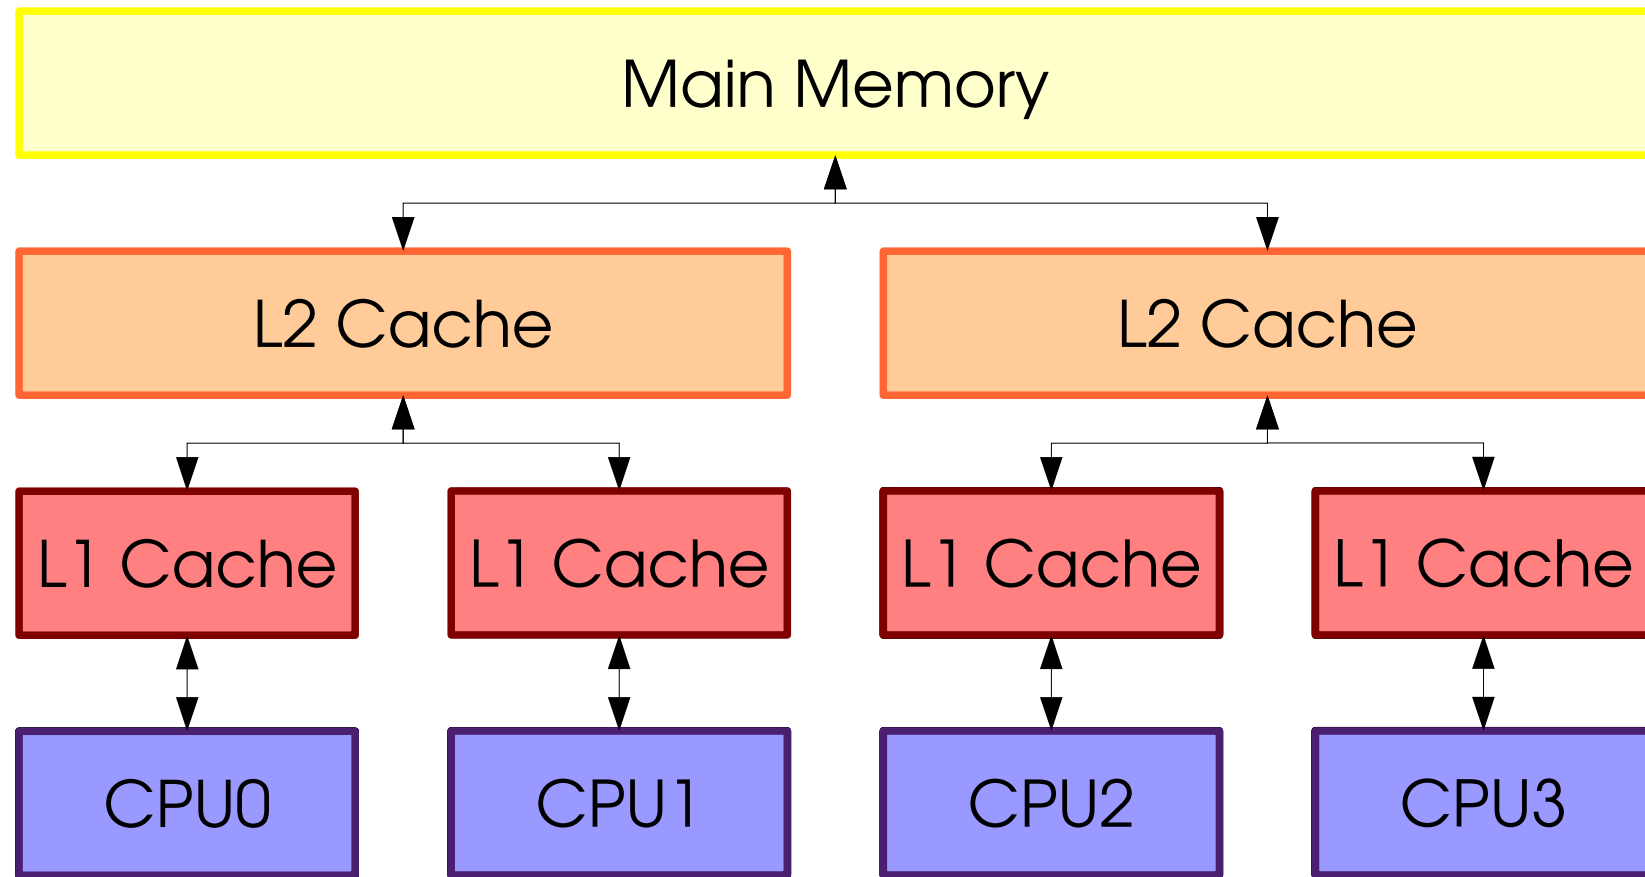 Main Memory
L2 Cache
L2 Cache
L1 Cache
L1 Cache
L1 Cache
L1 Cache
CPU0
CPU1
CPU2
CPU3